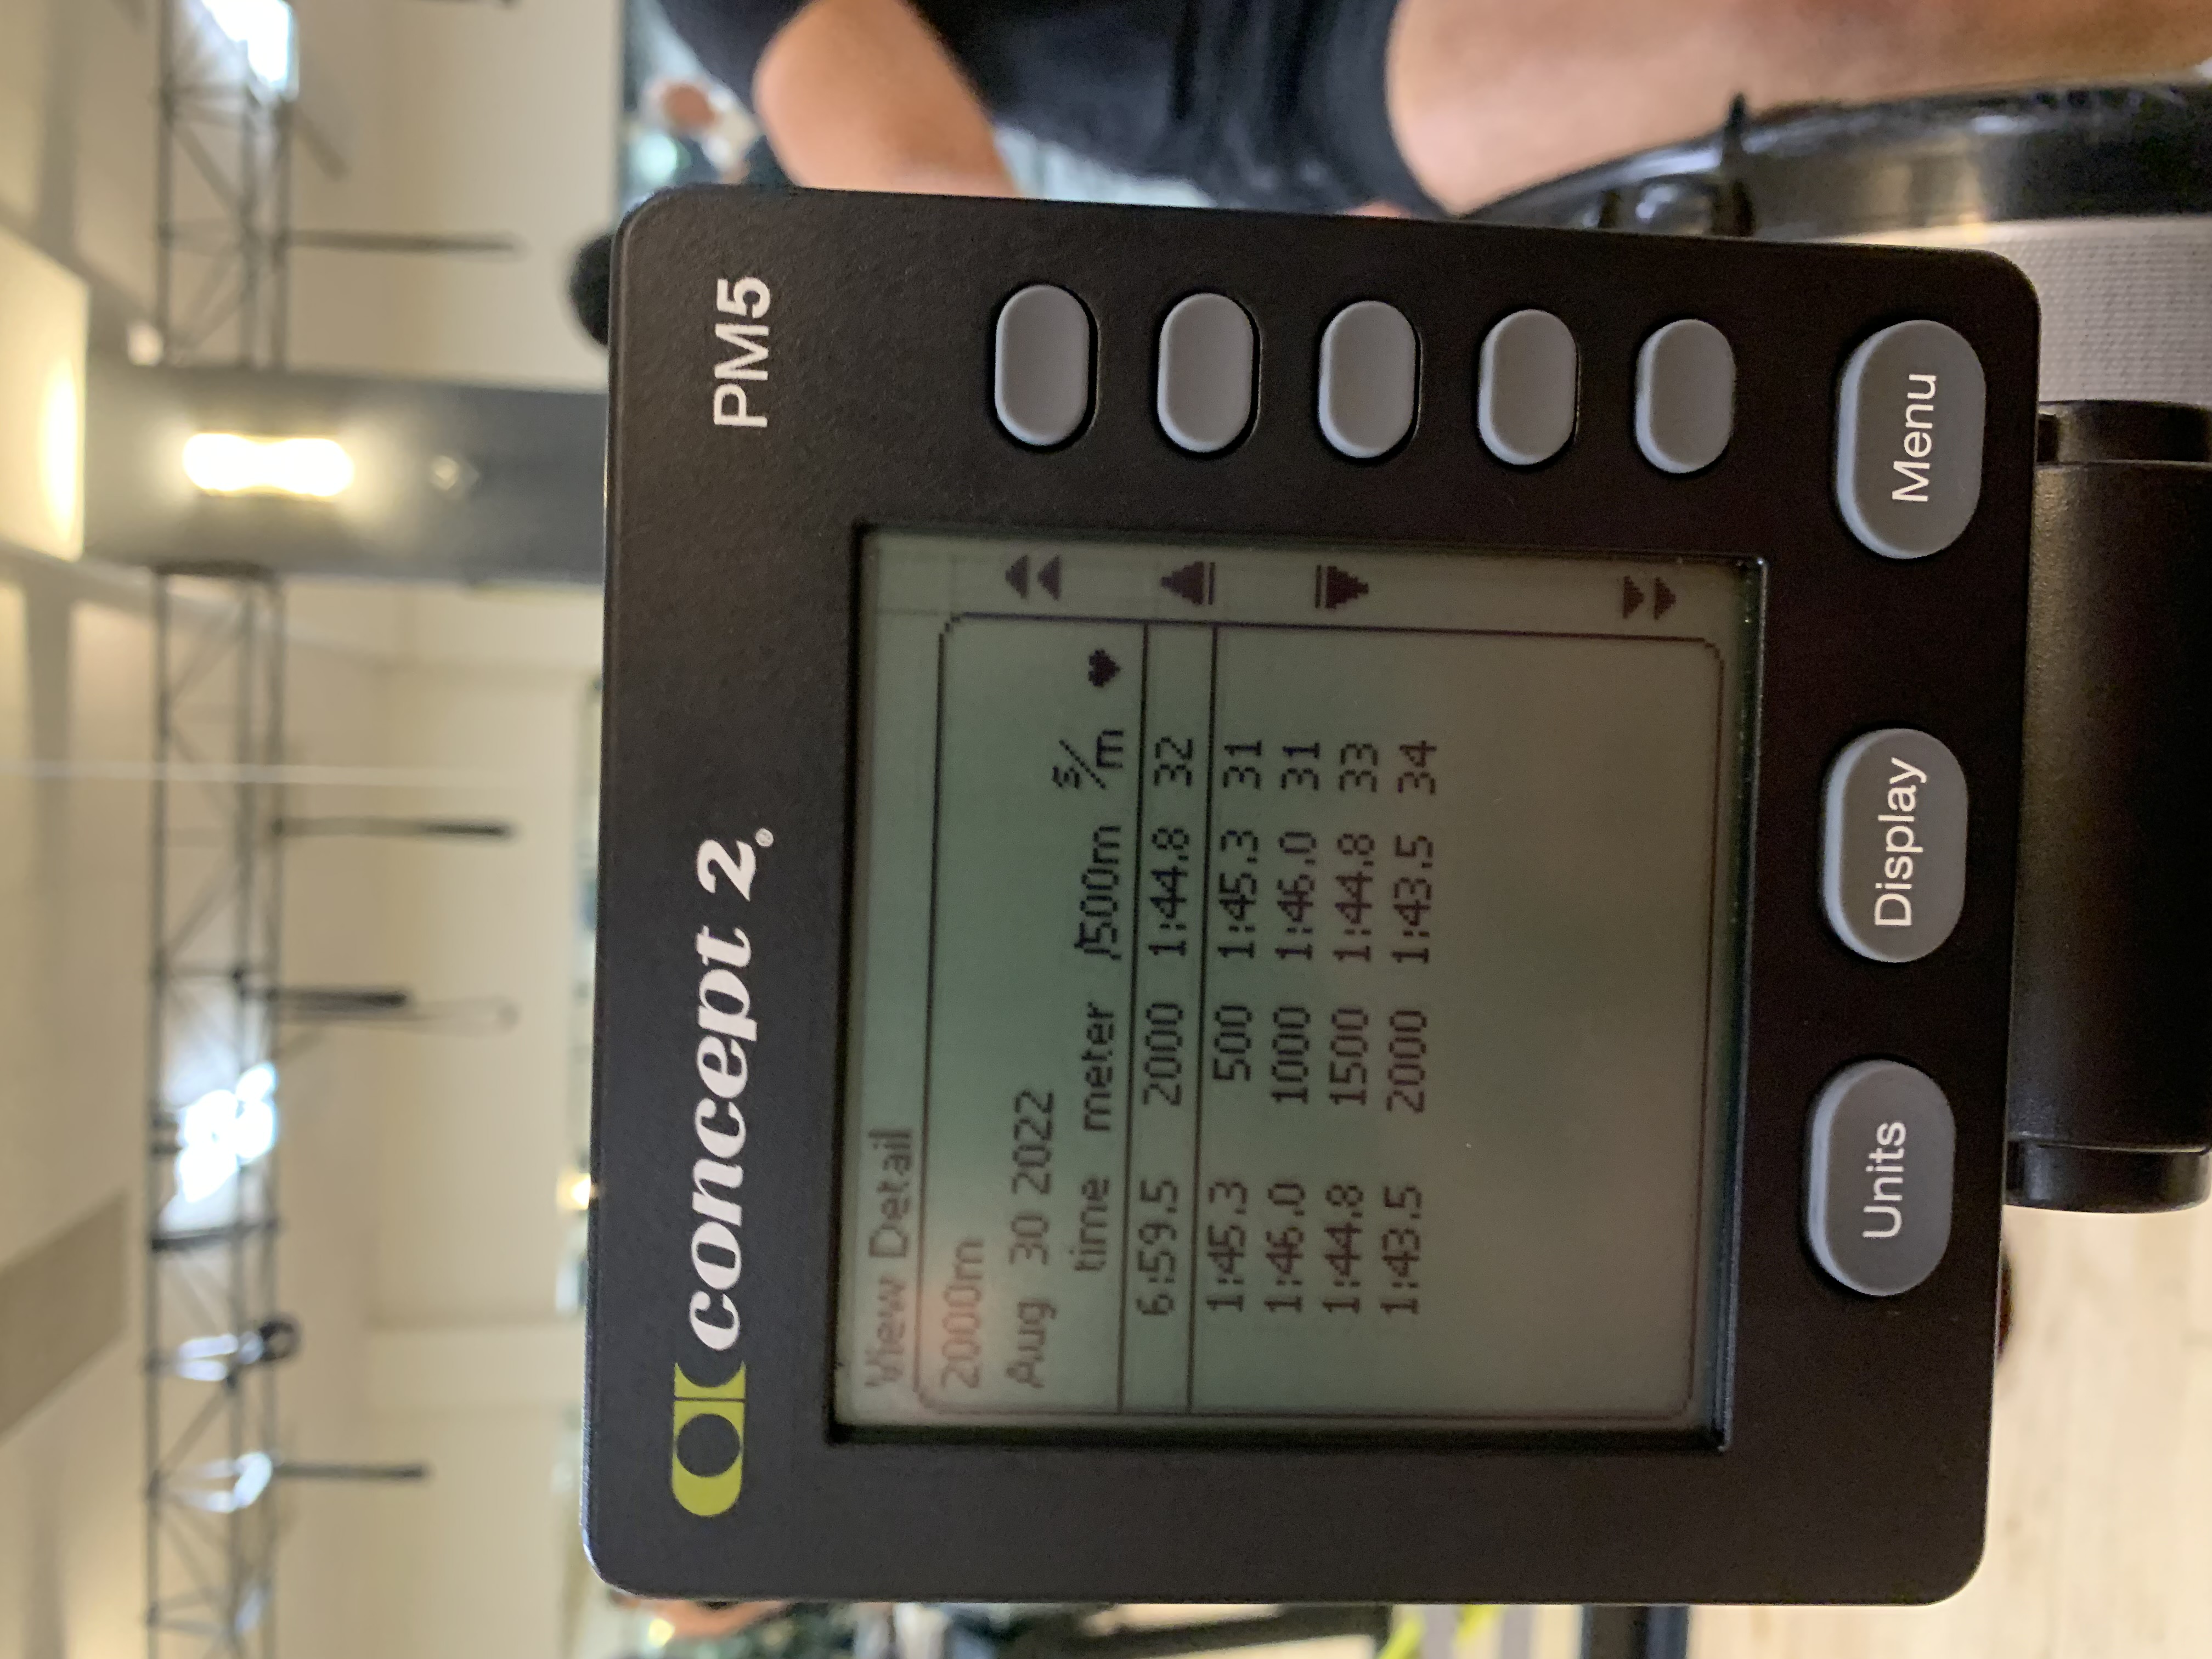 concept 2®
PM5
View Detail
2000m
Aug 30 2022
time meter /500m s/m ♥
6:59.5 2000 1:44.8 32
1:45.3 500 1:45.3 31
1:46.0 1000 1:46.0 31
1:44.8 1500 1:44.8 33
1:43.5 2000 1:43.5 34
Units
Display
Menu